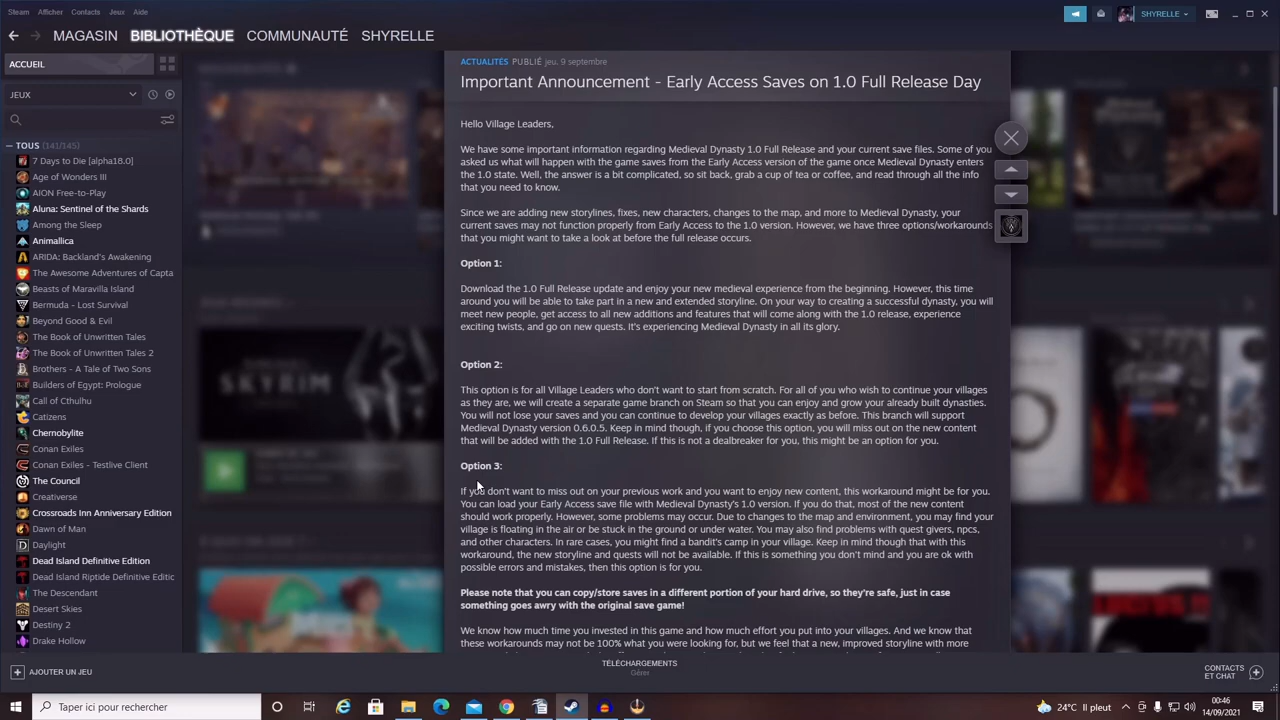 Steam Afficher Contacts Jeux Aide
SHYRELLE
MAGASIN BIBLIOTHÈQUE COMMUNAUTÉ SHYRELLE
ACCUEIL
JEUX
TOUS (141/145)
7 Days to Die [alpha18.0]
Age of Wonders III
AION Free-to-Play
Aluna: Sentinel of the Shards
Among the Sleep
Animallica
ARIDA: Backland's Awakening
The Awesome Adventures of Capta
Beasts of Maravilla Island
Bermuda - Lost Survival
Beyond Good & Evil
The Book of Unwritten Tales
The Book of Unwritten Tales 2
Brothers - A Tale of Two Sons
Builders of Egypt: Prologue
Call of Cthulhu
Catizens
Chernobylite
Conan Exiles
Conan Exiles - Testlive Client
The Council
Creativerse
Crossroads Inn Anniversary Edition
Dawn of Man
Daylight
Dead Island Definitive Edition
Dead Island Riptide Definitive Editic
The Descendant
Desert Skies
Destiny 2
Drake Hollow
ACTUALITÉS PUBLIÉ jeu. 9 septembre
Important Announcement - Early Access Saves on 1.0 Full Release Day
Hello Village Leaders,
We have some important information regarding Medieval Dynasty 1.0 Full Release and your current save files. Some of you
asked us what will happen with the game saves from the Early Access version of the game once Medieval Dynasty enters
the 1.0 state. Well, the answer is a bit complicated, so sit back, grab a cup of tea or coffee, and read through all the info
that you need to know.
Since we are adding new storylines, fixes, new characters, changes to the map, and more to Medieval Dynasty, your
current saves may not function properly from Early Access to the 1.0 version. However, we have three options/workarounds
that you might want to take a look at before the full release occurs.
Option 1:
Download the 1.0 Full Release update and enjoy your new medieval experience from the beginning. However, this time
around you will be able to take part in a new and extended storyline. On your way to creating a successful dynasty, you will
meet new people, get access to all new additions and features that will come along with the 1.0 release, experience
exciting twists, and go on new quests. It's experiencing Medieval Dynasty in all its glory.
Option 2:
This option is for all Village Leaders who don't want to start from scratch. For all of you who wish to continue your villages
as they are, we will create a separate game branch on Steam so that you can enjoy and grow your already built dynasties.
You will not lose your saves and you can continue to develop your villages exactly as before. This branch will support
Medieval Dynasty version 0.6.0.5. Keep in mind though, if you choose this option, you will miss out on the new content
that will be added with the 1.0 Full Release. If this is not a dealbreaker for you, this might be an option for you.
Option 3:
If you don't want to miss out on your previous work and you want to enjoy new content, this workaround might be for you.
You can load your Early Access save file with Medieval Dynasty's 1.0 version. If you do that, most of the new content
should work properly. However, some problems may occur. Due to changes to the map and environment, you may find your
village is floating in the air or be stuck in the ground or under water. You may also find problems with quest givers, npcs,
and other characters. In rare cases, you might find a bandit's camp in your village. Keep in mind though that with this
workaround, the new storyline and quests will not be available. If this is something you don't mind and you are ok with
possible errors and mistakes, then this option is for you.
Please note that you can copy/store saves in a different portion of your hard drive, so they're safe, just in case
something goes awry with the original save game!
We know how much time you invested in this game and how much effort you put into your villages. And we know that
these workarounds may not be 100% what you were looking for, but we feel that a new, improved storyline with more
SKYRIM
AJOUTER UN JEU
TÉLÉCHARGEMENTS
Gérer
CONTACTS
ET CHAT
Taper ici pour rechercher
24°C Il pleut
00:46
14/09/2021